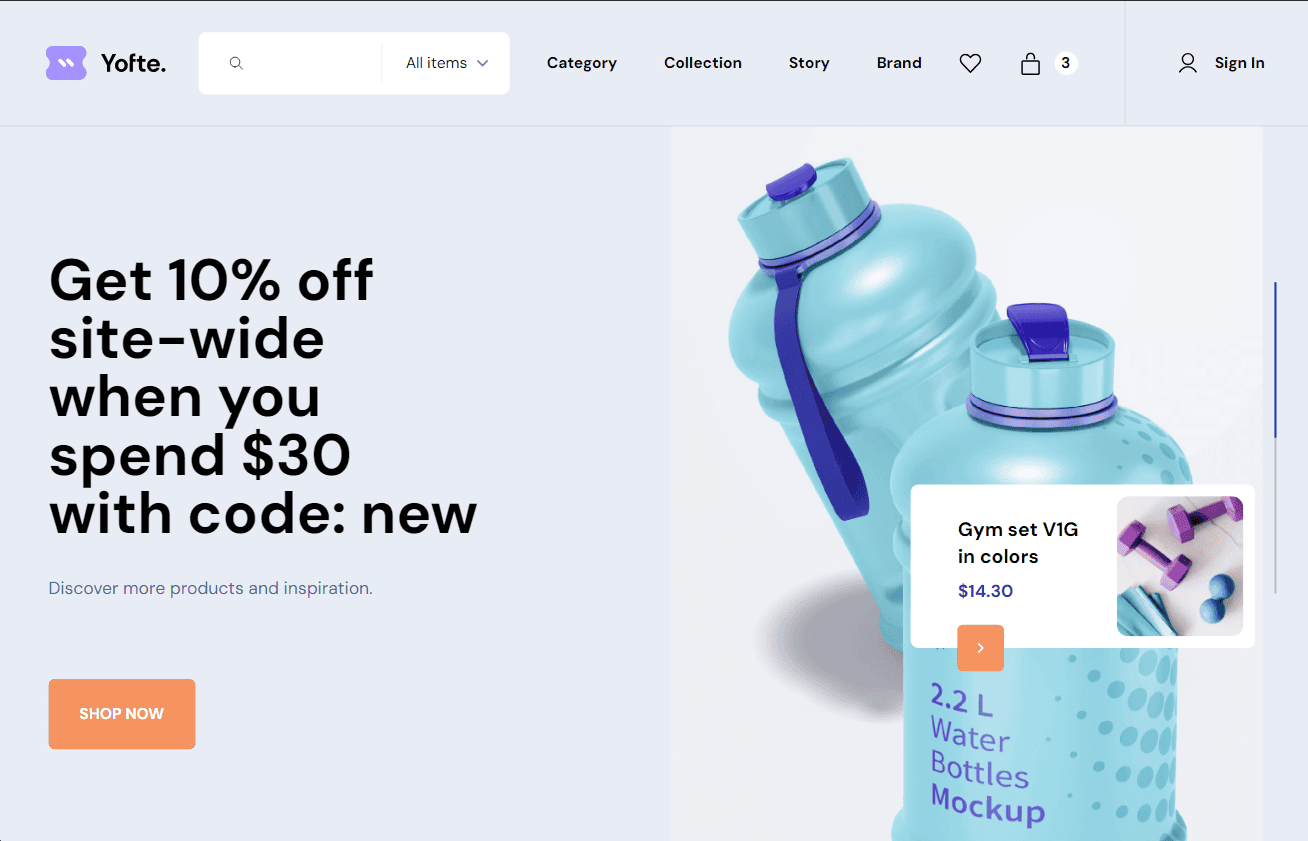 Yofte.
All items
Category
Collection
Story
Brand
3
Sign In
Get 10% off
site-wide
when you
spend $30
with code: new
Discover more products and inspiration.
SHOP NOW
Gym set V1G
in colors
$14.30
2.2 L
Water
Bottles
Mockup